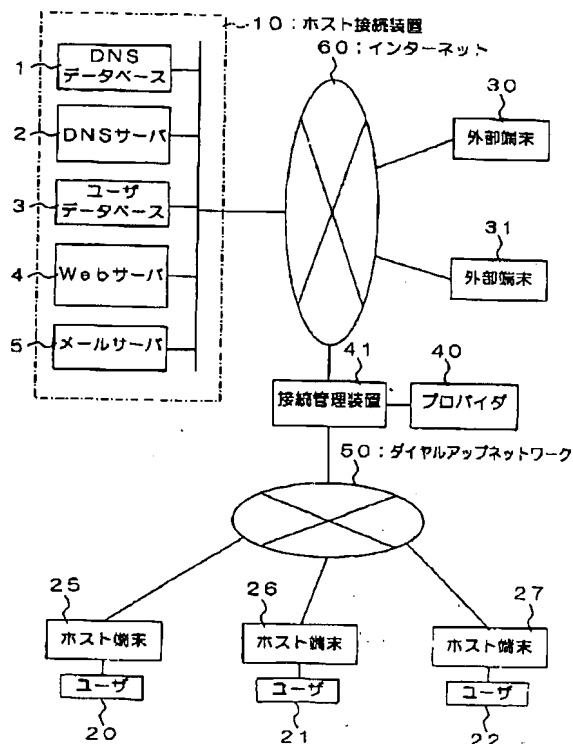 10:ホスト接続装置
60:インターネット
1
DNS
データベース
2
DNSサーバ
3
ユーザ
データベース
4
Webサーバ
5
メールサーバ
30
外部端末
31
外部端末
41
接続管理装置
40
プロバイダ
50:ダイヤルアップネットワーク
25
ホスト端末
ユーザ
20
26
ホスト端末
ユーザ
21
27
ホスト端末
ユーザ
22